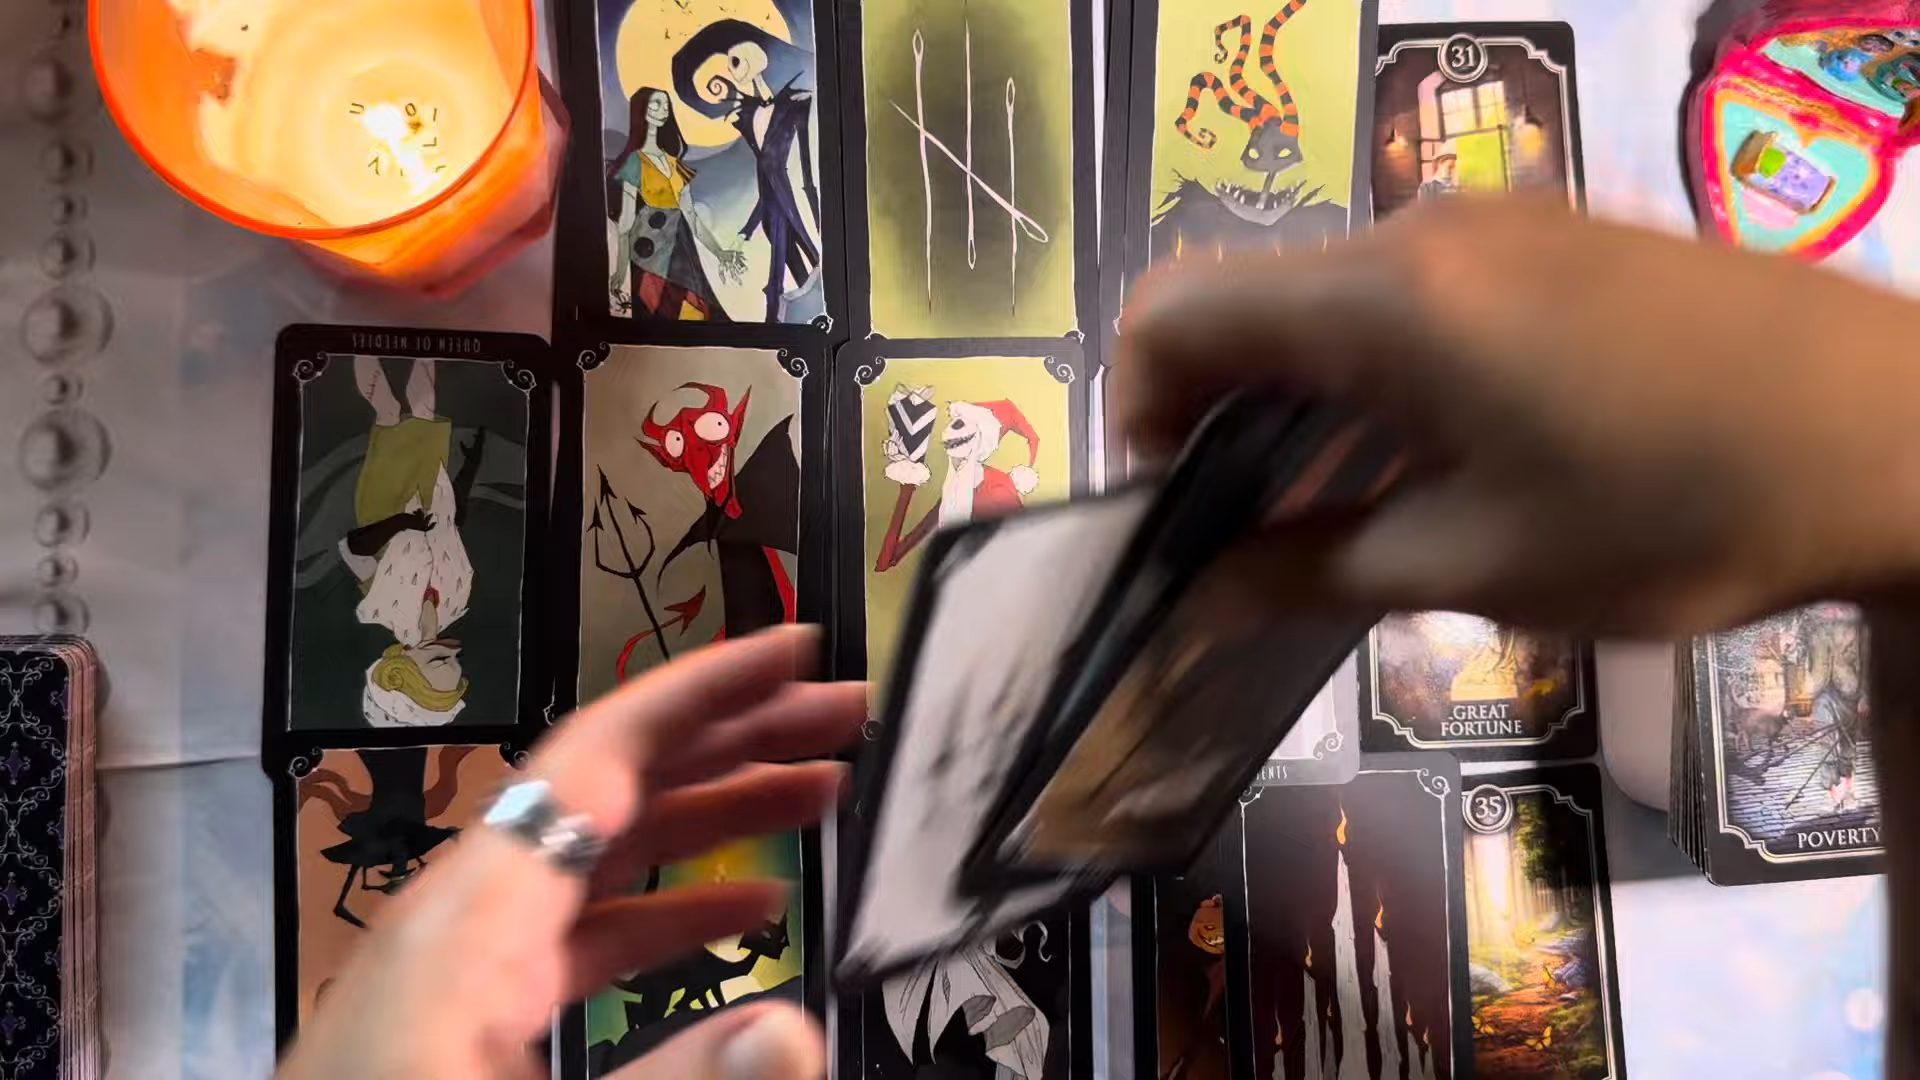 31
QUEEN OF NEEDLES
GREAT
FORTUNE
35
POVERTY